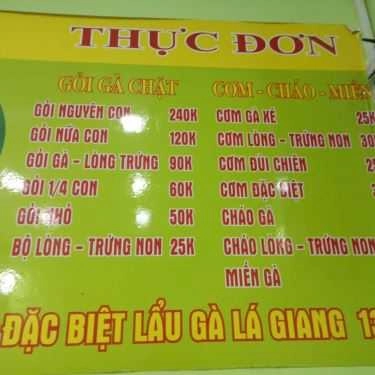 THỰC ĐƠN
GỎI GÀ CHẶT
GỎI NGUYÊN CON 240K
GỎI NỮA CON 120K
GỎI GÀ - LÒNG TRỨNG 90K
GỎI 1/4 CON 60K
GỎI NHỎ 50K
BỘ LÒNG - TRỨNG NON 25K
CƠM - CHÁO - MIẾN
CƠM GÀ KÉ 25K
CƠM LÒNG - TRỨNG NON
CƠM ĐÙI CHIÊN
CƠM ĐẶC BIỆT
CHÁO GÀ
CHÁO LÒNG - TRỨNG NON
MIẾN GÀ
ĐẶC BIỆT LẨU GÀ LÁ GIANG